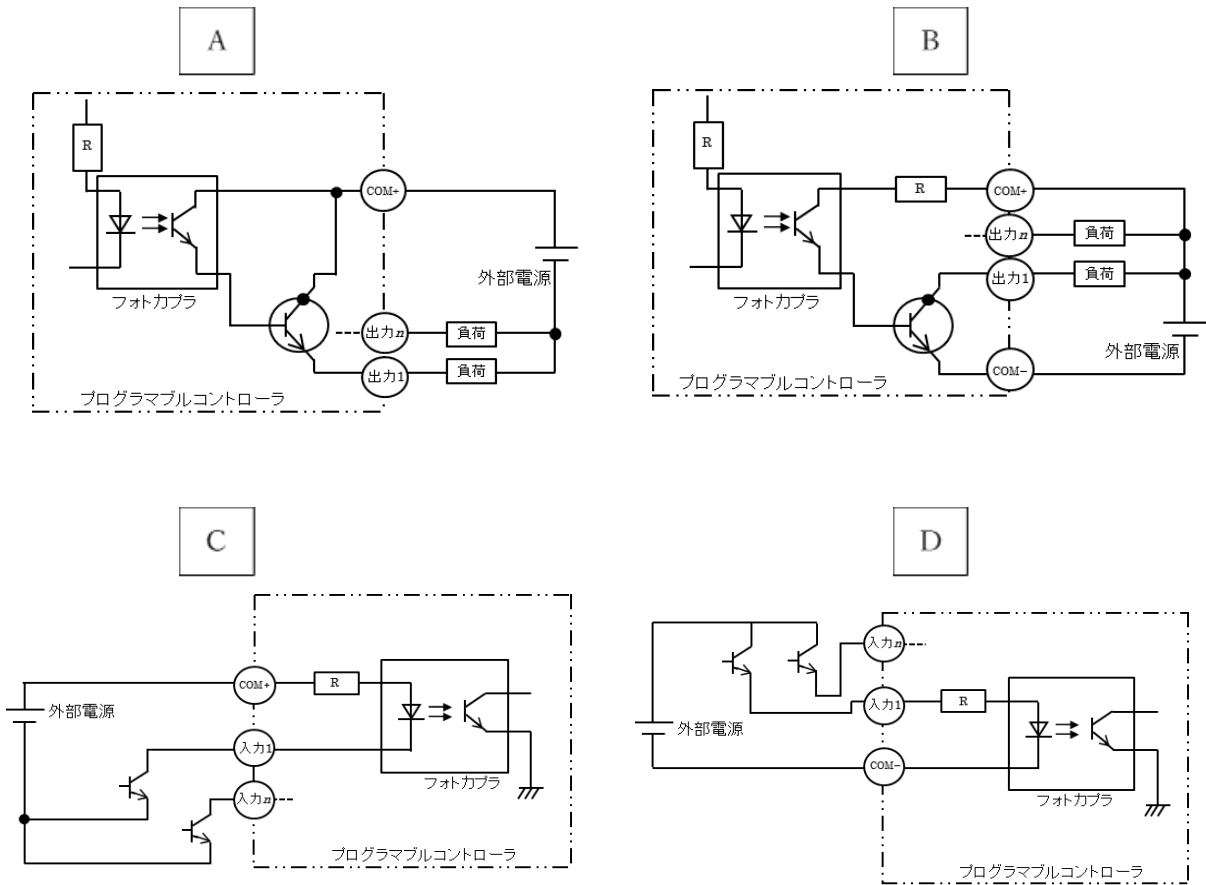 A
R
COM+
外部電源
フォトカプラ
出力n
負荷
出力1
負荷
プログラマブルコントローラ
B
R
R
COM+
出力n
負荷
出力1
負荷
フォトカプラ
外部電源
COM-
プログラマブルコントローラ
C
COM+
R
外部電源
入力1
フォトカプラ
入力n
プログラマブルコントローラ
D
入力n
入力1
R
外部電源
COM-
フォトカプラ
プログラマブルコントローラ